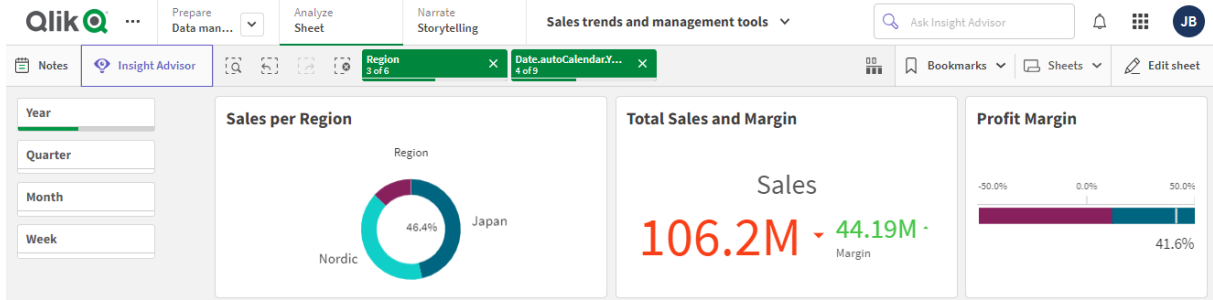 Qlik
...
Prepare
Data man...
Analyze
Sheet
Narrate
Storytelling
Sales trends and management tools
Ask Insight Advisor
JB
Notes
Insight Advisor
Region
3 of 6
Date.autoCalendar.Y...
4 of 9
Bookmarks
Sheets
Edit sheet
Year
Quarter
Month
Week
Sales per Region
Region
46.4%
Japan
Nordic
Total Sales and Margin
Sales
106.2M
44.19M
Margin
Profit Margin
-50.0% 0.0% 50.0%
41.6%